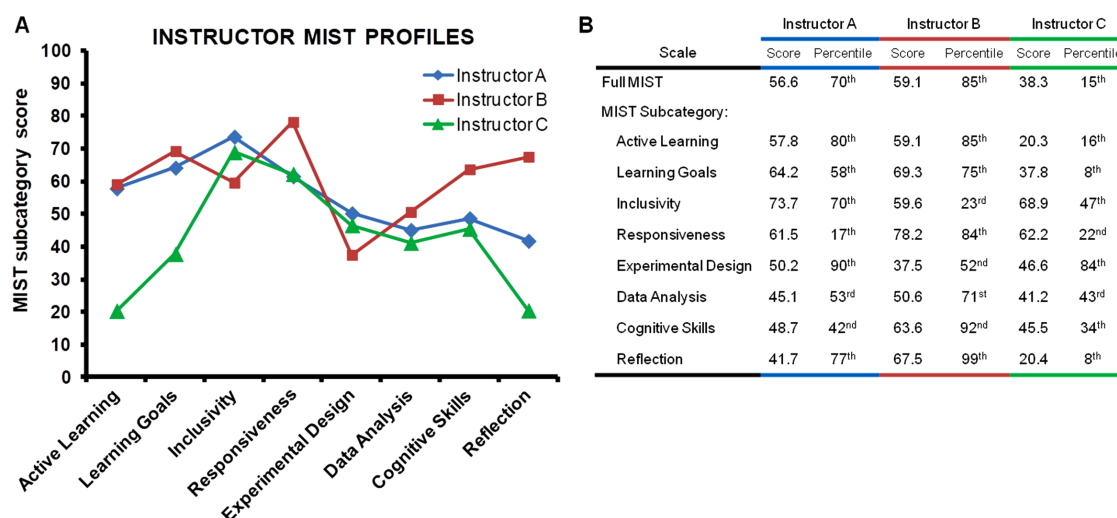 A
INSTRUCTOR MIST PROFILES
MIST subcategory score
100
90
80
70
60
50
40
30
20
10
0
Instructor A
Instructor B
Instructor C
Active Learning
Learning Goals
Inclusivity
Responsiveness
Experimental Design
Data Analysis
Cognitive Skills
Reflection
B
Instructor A Instructor B Instructor C
Scale Score Percentile Score Percentile Score Percentile
Full MIST 56.6 70th 59.1 85th 38.3 15th
MIST Subcategory:
Active Learning 57.8 80th 59.1 85th 20.3 16th
Learning Goals 64.2 58th 69.3 75th 37.8 8th
Inclusivity 73.7 70th 59.6 23rd 68.9 47th
Responsiveness 61.5 17th 78.2 84th 62.2 22nd
Experimental Design 50.2 90th 37.5 52nd 46.6 84th
Data Analysis 45.1 53rd 50.6 71st 41.2 43rd
Cognitive Skills 48.7 42nd 63.6 92nd 45.5 34th
Reflection 41.7 77th 67.5 99th 20.4 8th